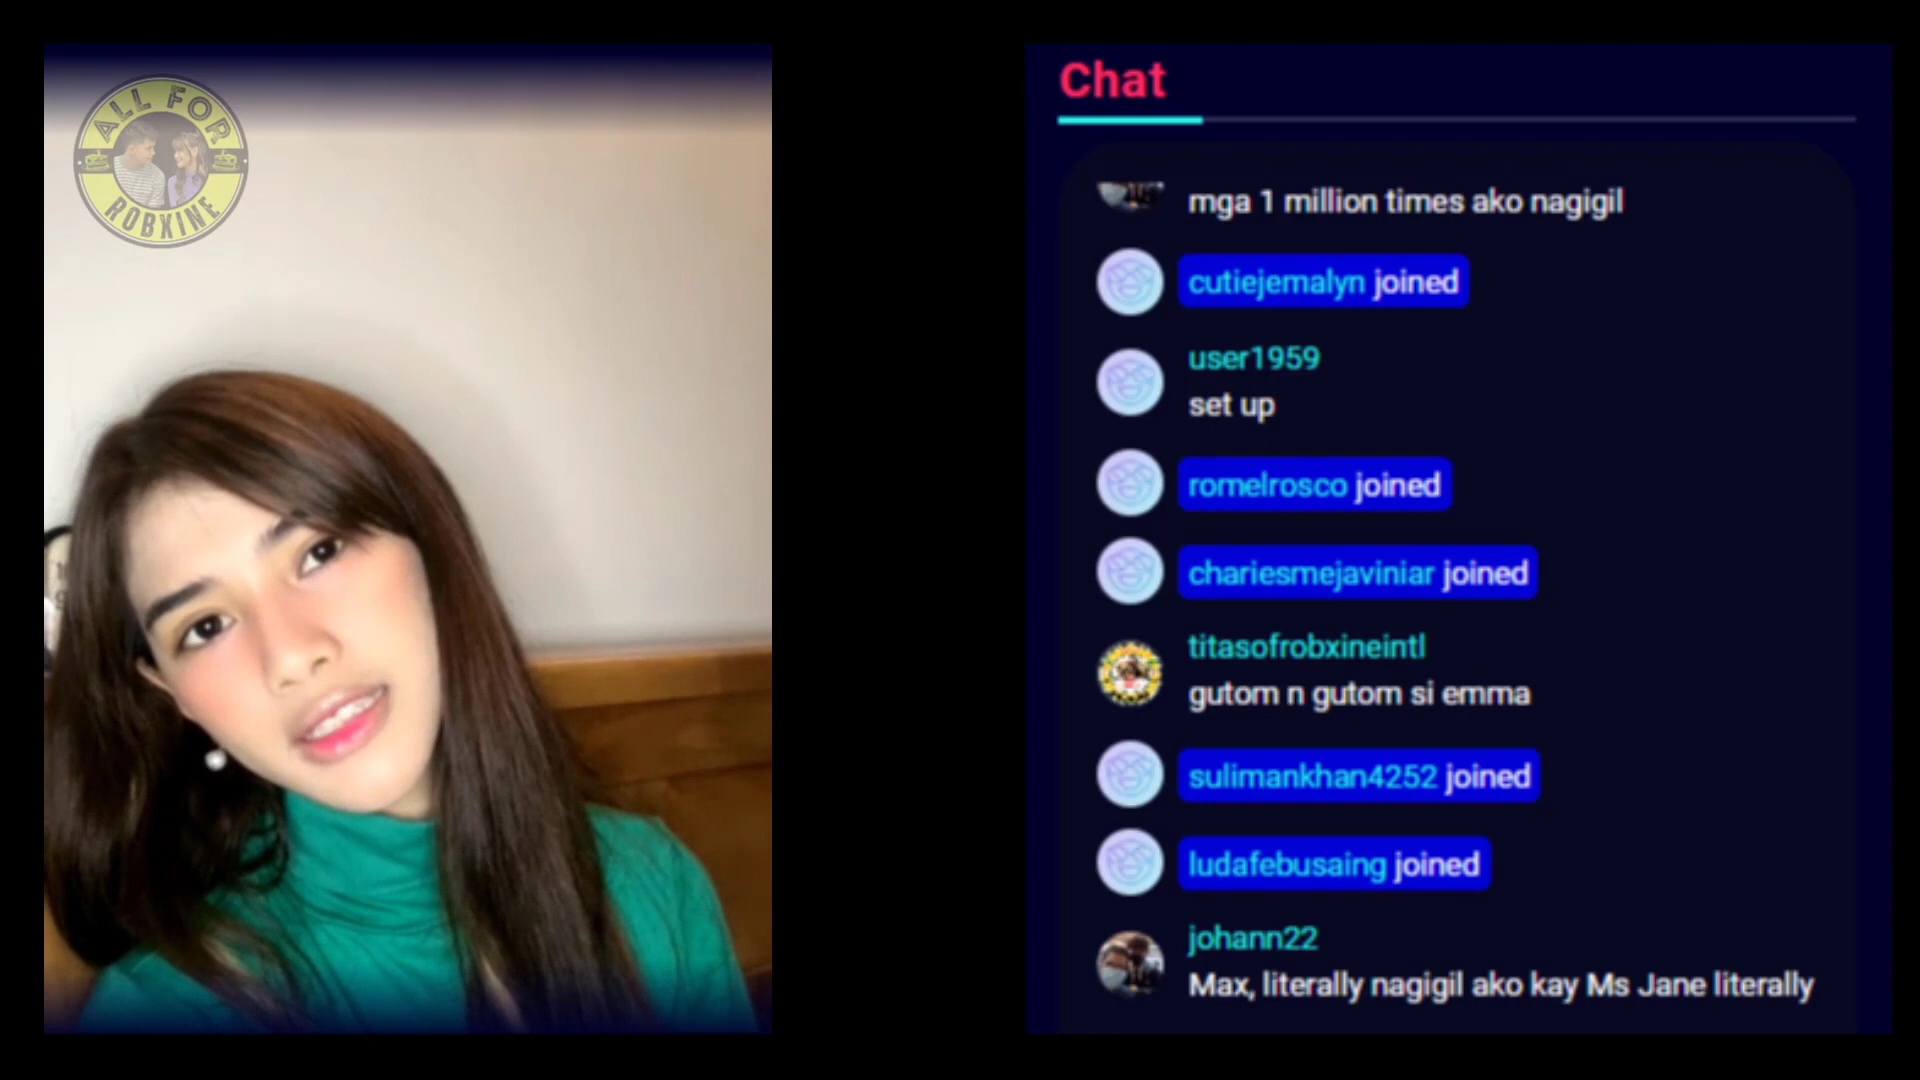 ALL FOR
ROBXINE
Chat
mga 1 million times ako nagigil
cutiejemalyn joined
user1959
set up
romelrosco joined
chariesmejaviniar joined
titasofrobxineintl
gutom n gutom si emma
sulimankhan4252 joined
ludafebusaing joined
johann22
Max, literally nagigil ako kay Ms Jane literally